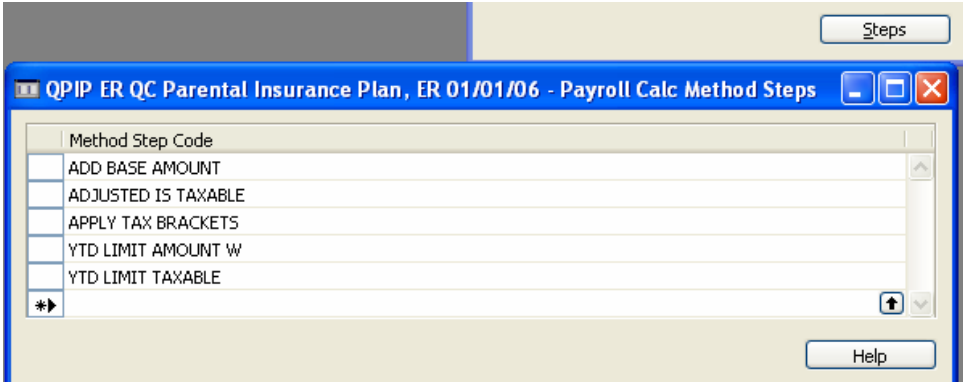 Steps
QPIP ER QC Parental Insurance Plan, ER 01/01/06 - Payroll Calc Method Steps
Method Step Code
ADD BASE AMOUNT
ADJUSTED IS TAXABLE
APPLY TAX BRACKETS
YTD LIMIT AMOUNT W
YTD LIMIT TAXABLE
Help